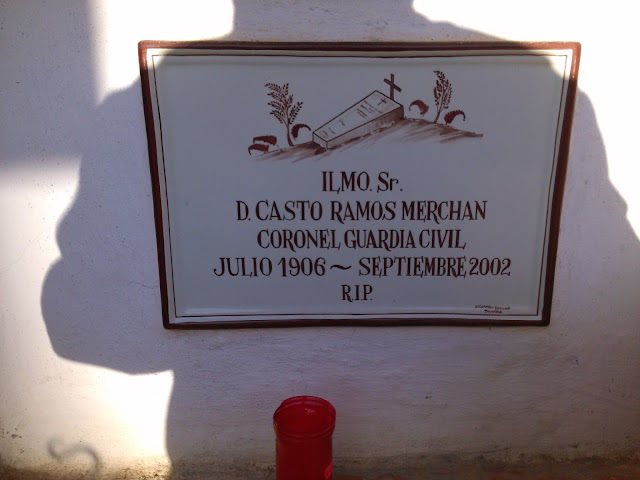 ILMO. Sr.
D. CASTO RAMOS MERCHAN
CORONEL GUARDIA CIVIL
JULIO 1906 ~ SEPTIEMBRE 2002
R.I.P.